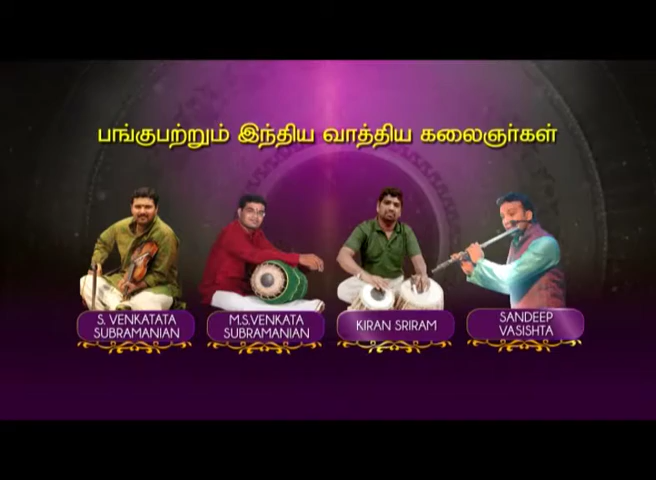 பங்குபற்றும் இந்திய வாத்திய கலைஞர்கள்
S. VENKATATA
SUBRAMANIAN
M.S.VENKATA
SUBRAMANIAN
KIRAN SRIRAM
SANDEEP
VASISHTA